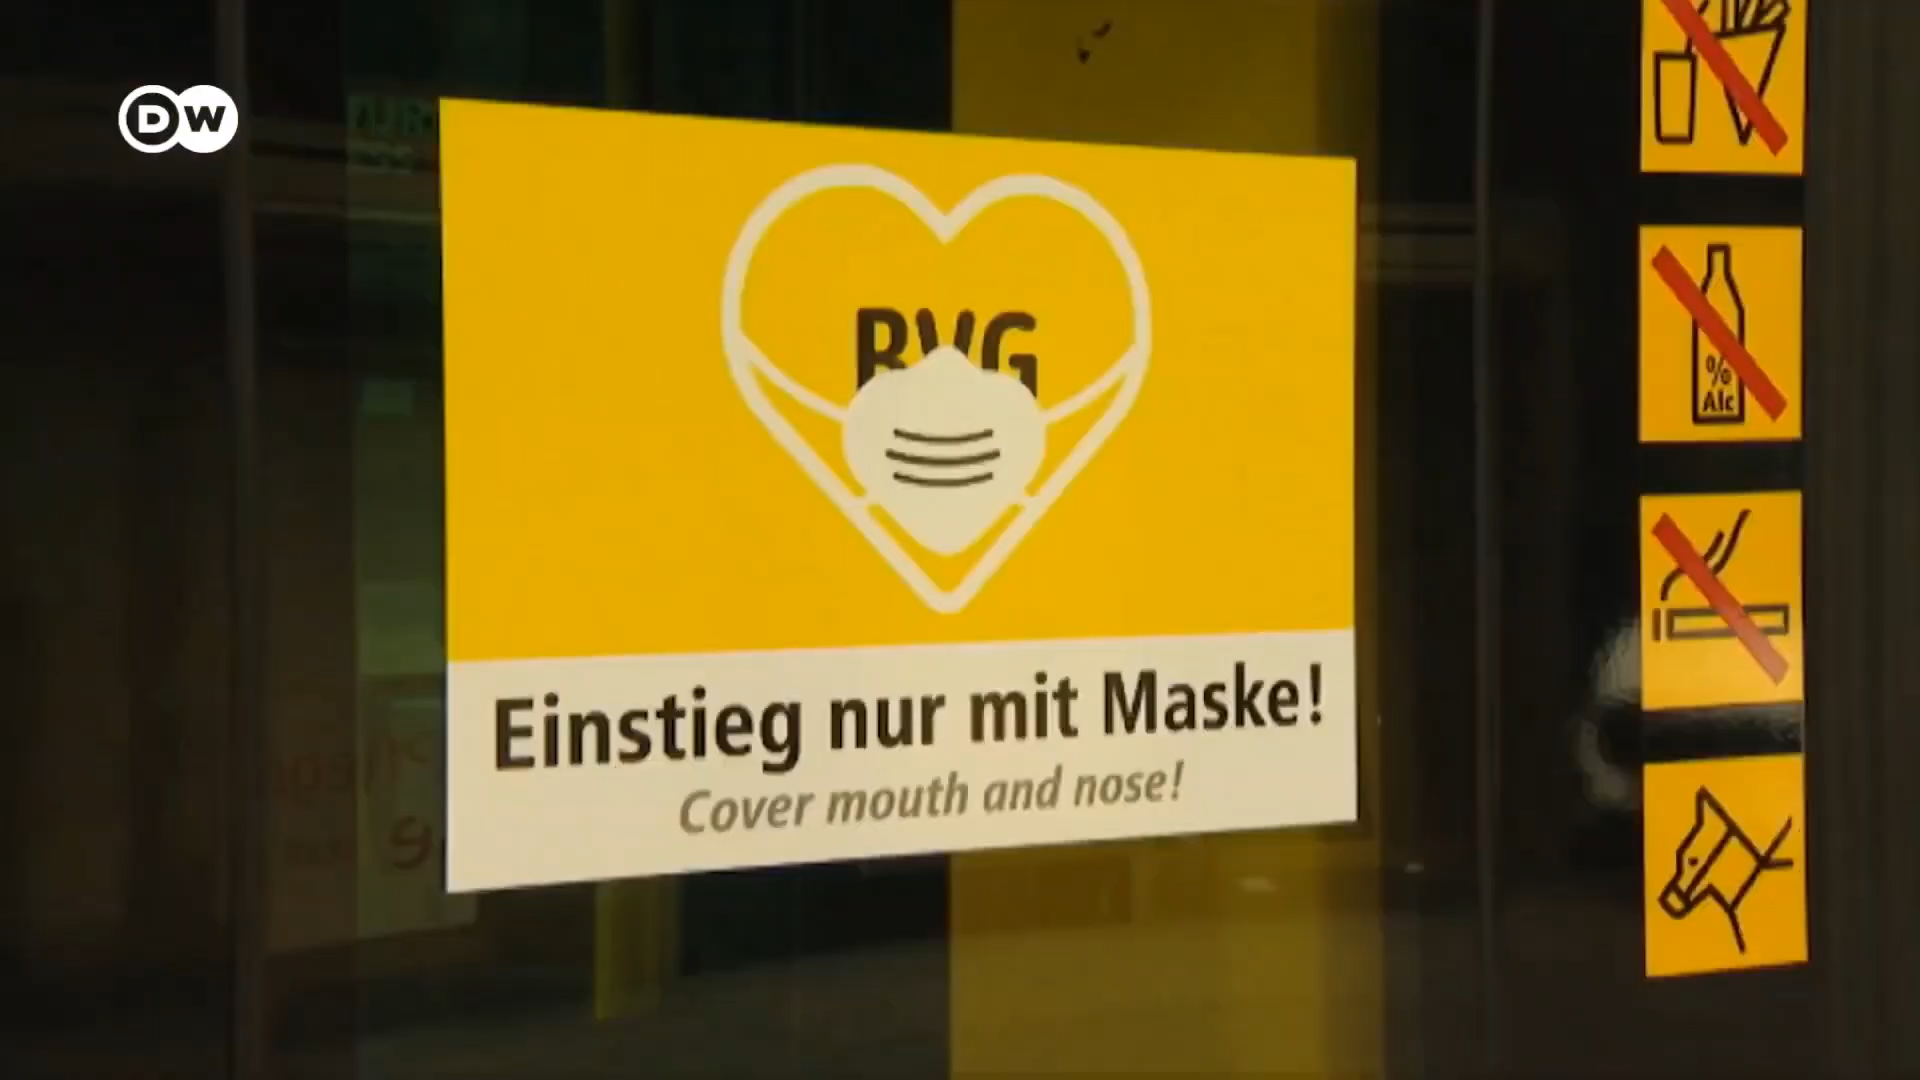 DW
BVG
Einstieg nur mit Maske!
Cover mouth and nose!
%
Alc